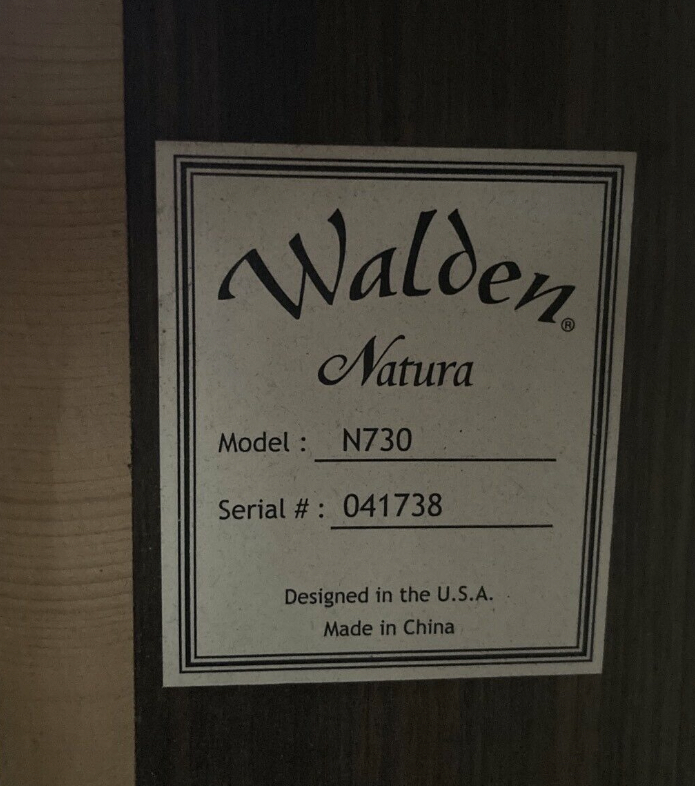 Walden®
Natura
Model : N730
Serial # : 041738
Designed in the U.S.A.
Made in China